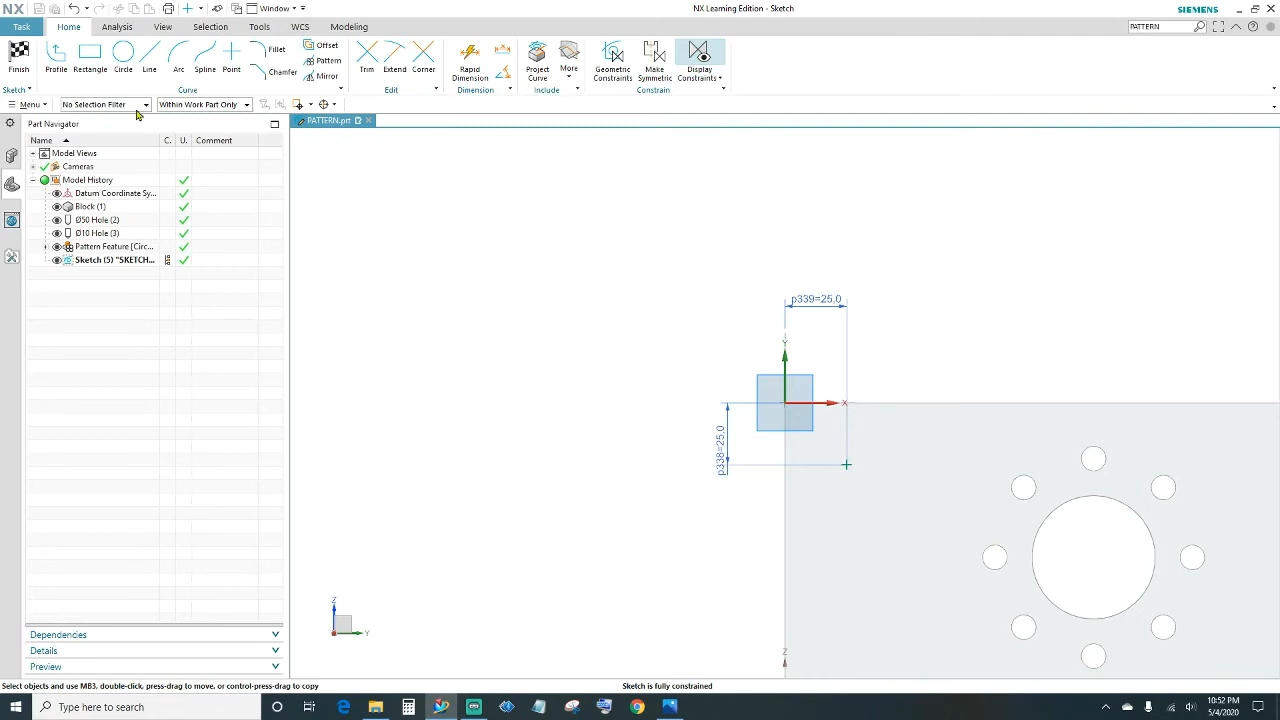 NX
Window
NX Learning Edition - Sketch
SIEMENS
Task
Home
Analysis
View
Selection
Tools
WCS
Modeling
PATTERN
Finish
Profile
Rectangle
Circle
Line
Arc
Spline
Point
Fillet
Chamfer
Offset
Pattern
Mirror
Trim
Extend
Corner
Rapid
Dimension
Project
Curve
More
Geometric
Constraints
Make
Symmetric
Display
Constraints
Sketch
Curve
Edit
Dimension
Include
Constrain
Menu
No Selection Filter
Within Work Part Only
Part Navigator
PATTERN.prt
Name
C.
U.
Comment
Model Views
Cameras
Model History
Datum Coordinate Sy...
Block (1)
Ø50 Hole (2)
Ø10 Hole (3)
Pattern Feature [Circ...
Sketch (5) "SKETCH...
p339=25,0
Y
X
p338=25,0
Z
Z
Y
Dependencies
Details
Preview
Select objects and use MB3, double-click, press-drag to move, or control-press-drag to copy
Sketch is fully constrained
Type here to search
10:52 PM
5/4/2020